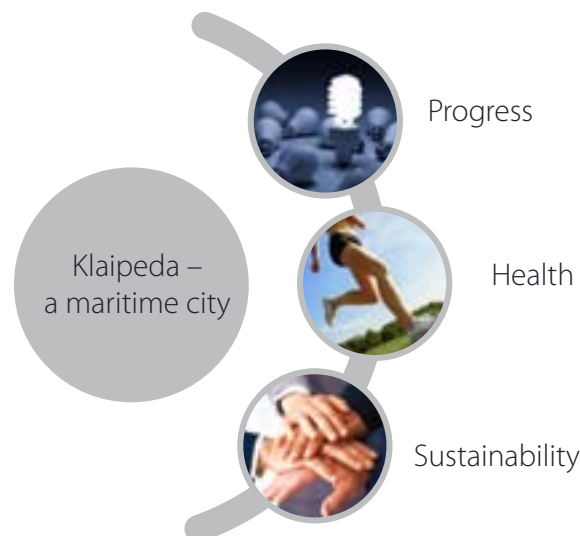 Progress
Klaipeda –
a maritime city
Health
Sustainability